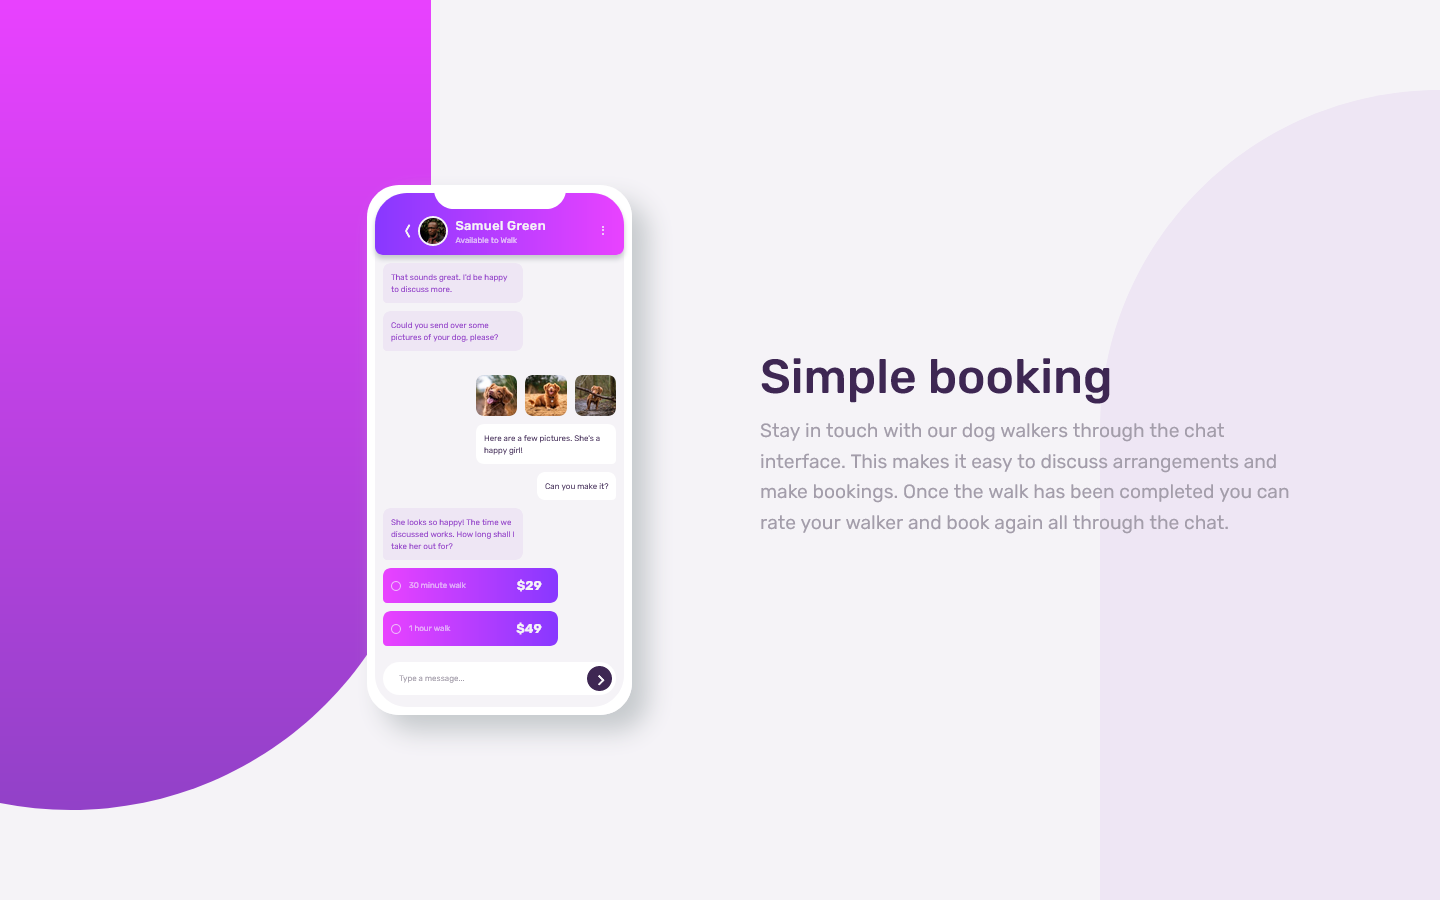 Samuel Green
Available to Walk
That sounds great. I'd be happy
to discuss more.
Could you send over some
pictures of your dog, please?
Here are a few pictures. She's a
happy girl!
Can you make it?
She looks so happy! The time we
discussed works. How long shall I
take her out for?
30 minute walk $29
1 hour walk $49
Type a message...
Simple booking
Stay in touch with our dog walkers through the chat
interface. This makes it easy to discuss arrangements and
make bookings. Once the walk has been completed you can
rate your walker and book again all through the chat.